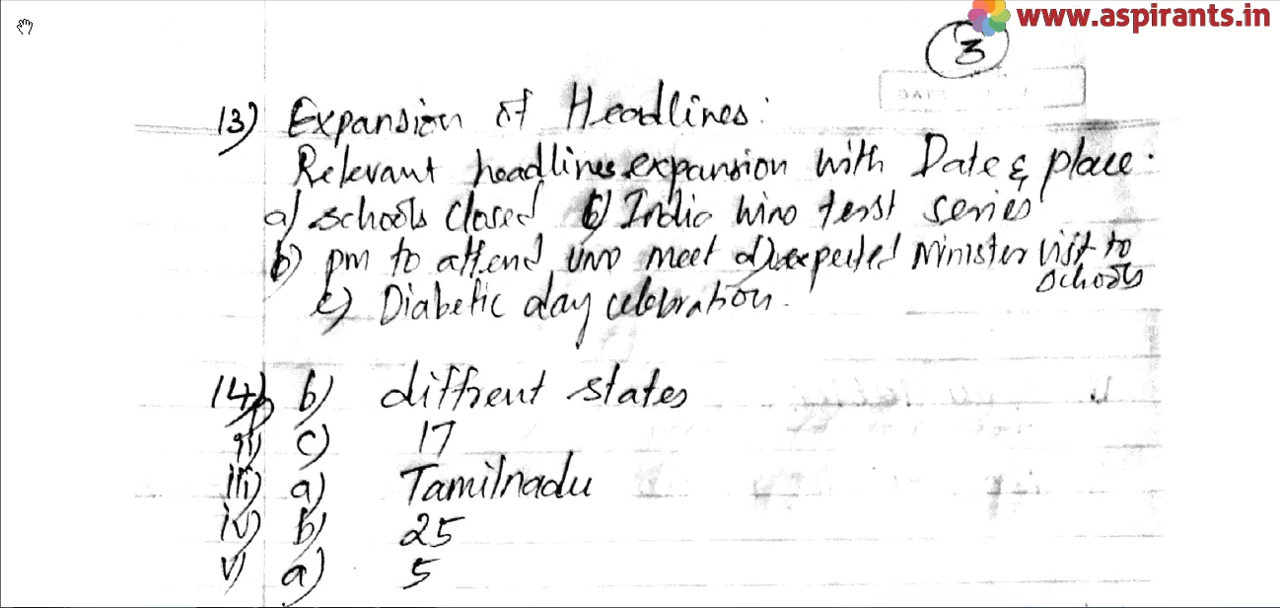 www.aspirants.in
3
13) Expansion of Headlines:
Relevant headlines expansion with Date & place.
a) schools closed c) India wins test series
b) pm to attend uno meet d) expected Minister visit to
schools
e) Diabetic day celebration.
14) i) b) diffrent states
ii) c) 17
iii) a) Tamilnadu
iv) b) 25
v) a) 5